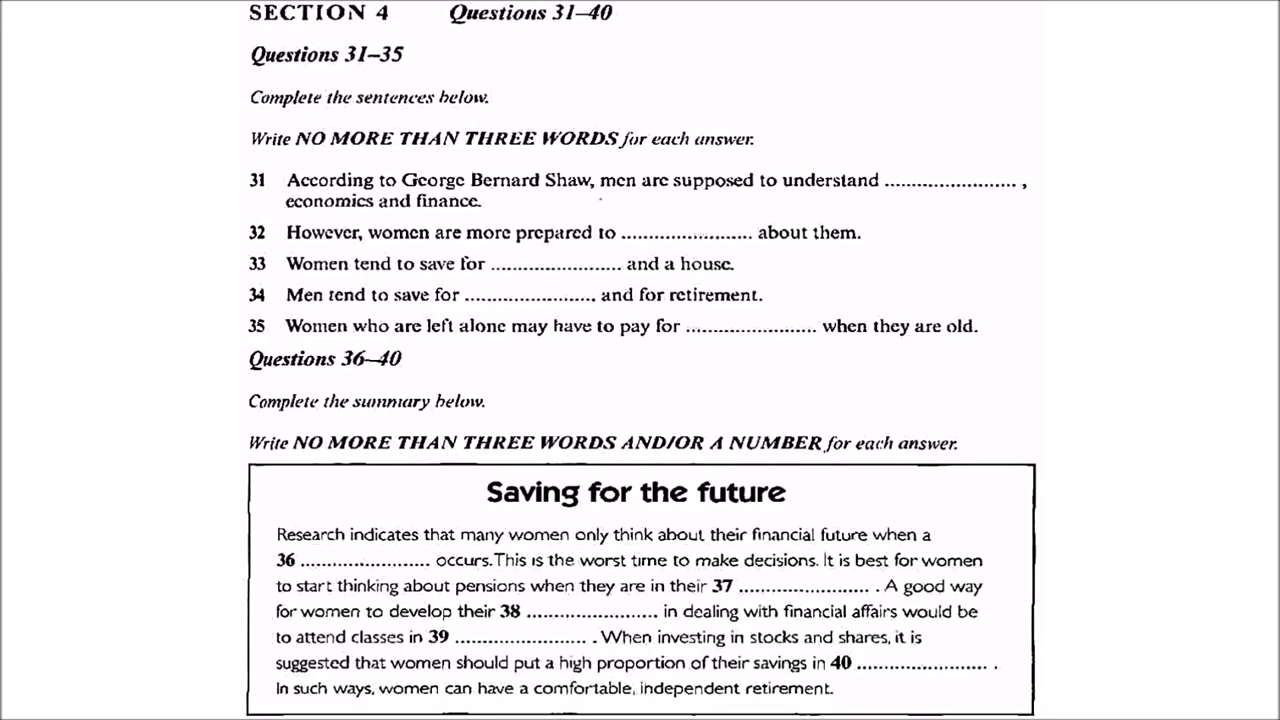 SECTION 4 Questions 31–40
Questions 31–35
Complete the sentences below.
Write NO MORE THAN THREE WORDS for each answer.
31 According to George Bernard Shaw, men are supposed to understand ........................ ,
economics and finance.
32 However, women are more prepared to ........................ about them.
33 Women tend to save for ........................ and a house.
34 Men tend to save for ........................ and for retirement.
35 Women who are left alone may have to pay for ........................ when they are old.
Questions 36–40
Complete the summary below.
Write NO MORE THAN THREE WORDS AND/OR A NUMBER for each answer.
Saving for the future
Research indicates that many women only think about their financial future when a
36 ........................ occurs. This is the worst time to make decisions. It is best for women
to start thinking about pensions when they are in their 37 ........................ . A good way
for women to develop their 38 ........................ in dealing with financial affairs would be
to attend classes in 39 ........................ . When investing in stocks and shares, it is
suggested that women should put a high proportion of their savings in 40 ........................ .
In such ways, women can have a comfortable, independent retirement.